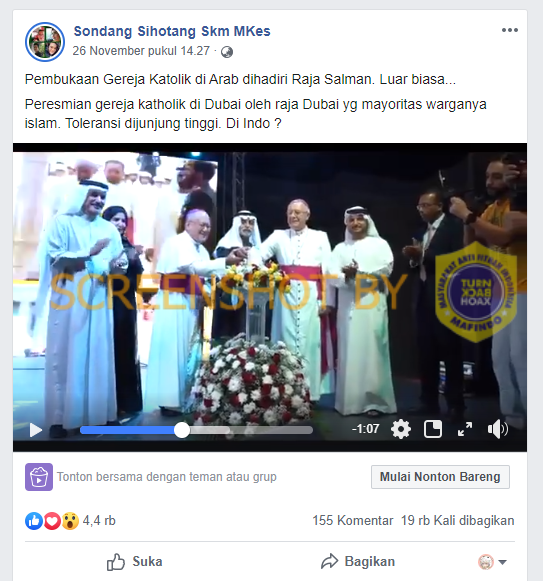 Sondang Sihotang Skm MKes
26 November pukul 14.27 ·
Pembukaan Gereja Katolik di Arab dihadiri Raja Salman. Luar biasa...
Peresmian gereja katholik di Dubai oleh raja Dubai yg mayoritas warganya
islam. Toleransi dijunjung tinggi. Di Indo ?
SCREENSHOT BY
MASYARAKAT ANTI FITNAH INDONESIA
TURN
BACK
HOAX
MAFINDO
-1:07
Tonton bersama dengan teman atau grup
Mulai Nonton Bareng
4,4 rb
155 Komentar 19 rb Kali dibagikan
Suka
Bagikan